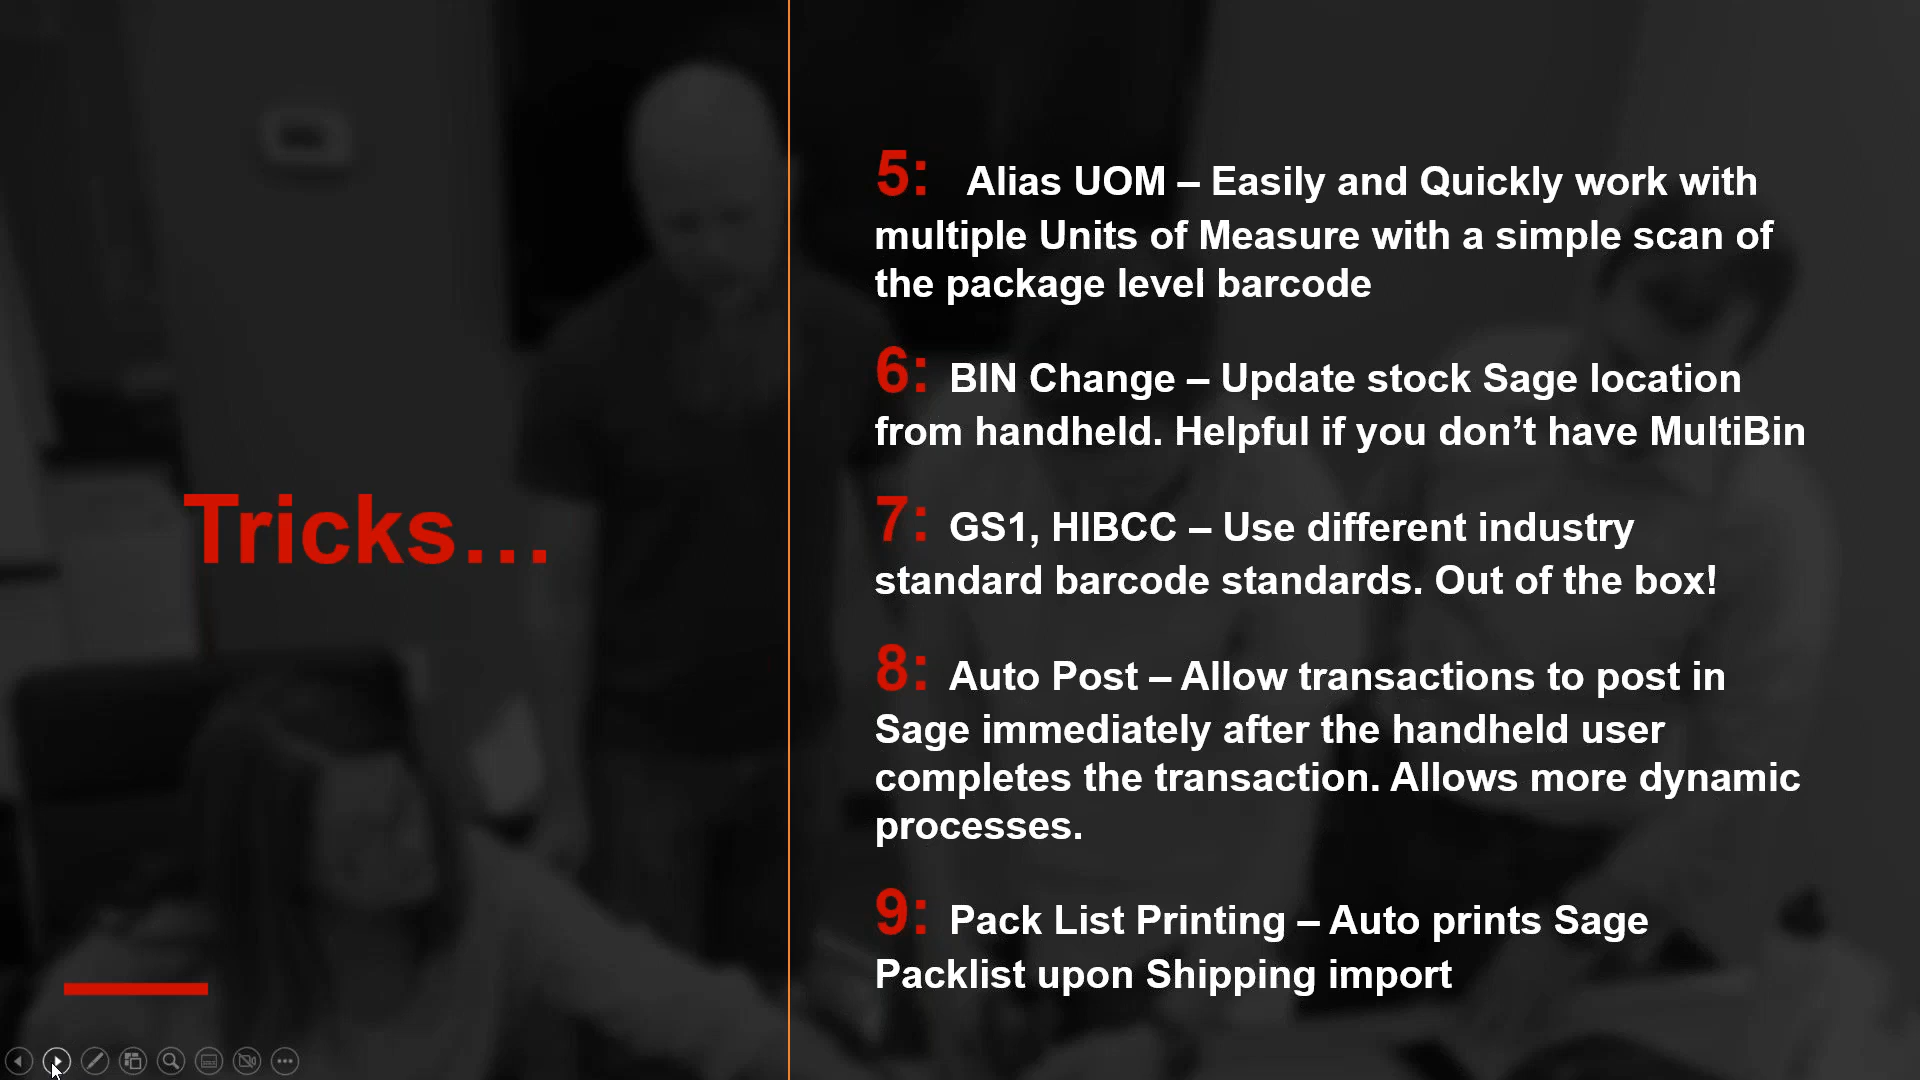 Tricks…
5: Alias UOM – Easily and Quickly work with
multiple Units of Measure with a simple scan of
the package level barcode
6: BIN Change – Update stock Sage location
from handheld. Helpful if you don’t have MultiBin
7: GS1, HIBCC – Use different industry
standard barcode standards. Out of the box!
8: Auto Post – Allow transactions to post in
Sage immediately after the handheld user
completes the transaction. Allows more dynamic
processes.
9: Pack List Printing – Auto prints Sage
Packlist upon Shipping import